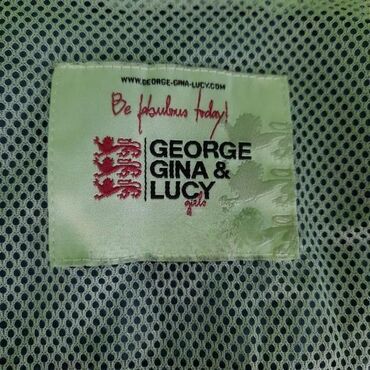 WWW.GEORGE-GINA-LUCY.COM
Be fabulous today!
GEORGE
GINA &
LUCY
girls